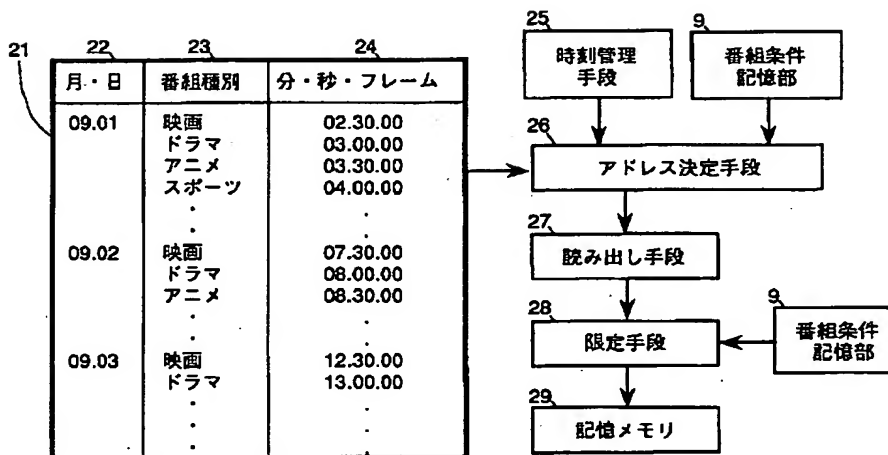 21 22 23 24
月・日 番組種別 分・秒・フレーム
09.01 映画 02.30.00
ドラマ 03.00.00
アニメ 03.30.00
スポーツ 04.00.00
・ ・ ・
・ ・ ・
09.02 映画 07.30.00
ドラマ 08.00.00
アニメ 08.30.00
・ ・
・ ・
09.03 映画 12.30.00
ドラマ 13.00.00
・ ・
・ ・
・ ・
25
時刻管理
手段
9
番組条件
記憶部
26
アドレス決定手段
27
読み出し手段
28
限定手段
9
番組条件
記憶部
29
記憶メモリ